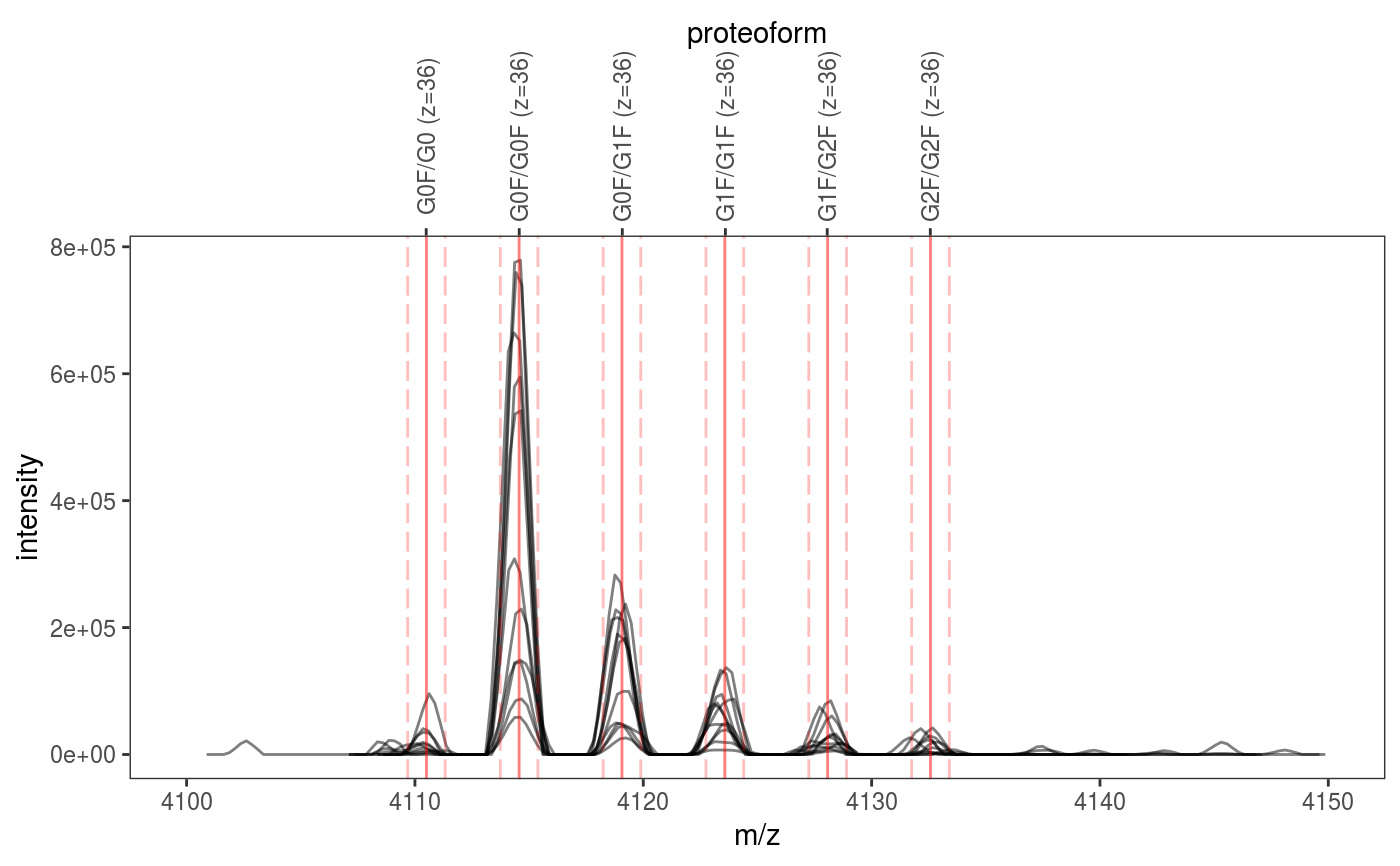 proteoform
G0F/G0 (z=36)
G0F/G0F (z=36)
G0F/G1F (z=36)
G1F/G1F (z=36)
G1F/G2F (z=36)
G2F/G2F (z=36)
8e+05
6e+05
4e+05
2e+05
0e+00
intensity
4100
4110
4120
4130
4140
4150
m/z